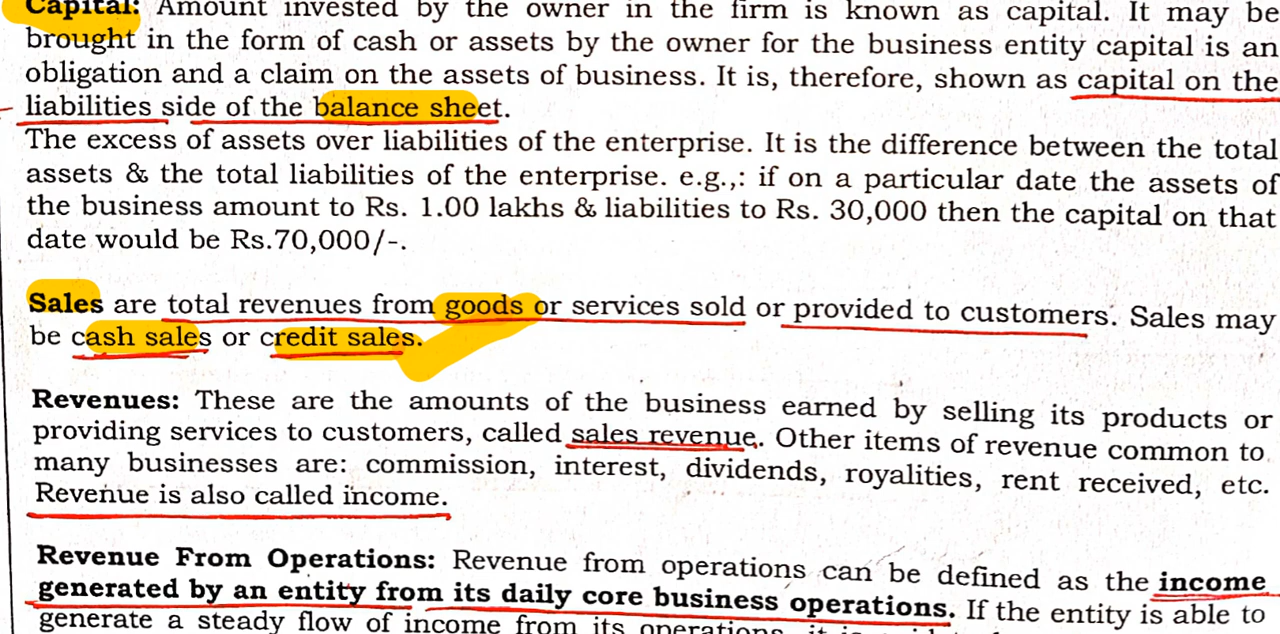 Capital: Amount invested by the owner in the firm is known as capital. It may be
brought in the form of cash or assets by the owner for the business entity capital is an
obligation and a claim on the assets of business. It is, therefore, shown as capital on the
liabilities side of the balance sheet.
The excess of assets over liabilities of the enterprise. It is the difference between the total
assets & the total liabilities of the enterprise. e.g.,: if on a particular date the assets of
the business amount to Rs. 1.00 lakhs & liabilities to Rs. 30,000 then the capital on that
date would be Rs.70,000/-.
Sales are total revenues from goods or services sold or provided to customers. Sales may
be cash sales or credit sales.
Revenues: These are the amounts of the business earned by selling its products or
providing services to customers, called sales revenue. Other items of revenue common to
many businesses are: commission, interest, dividends, royalities, rent received, etc.
Revenue is also called income.
Revenue From Operations: Revenue from operations can be defined as the income
generated by an entity from its daily core business operations. If the entity is able to
generate a steady flow of income from its operations, it is